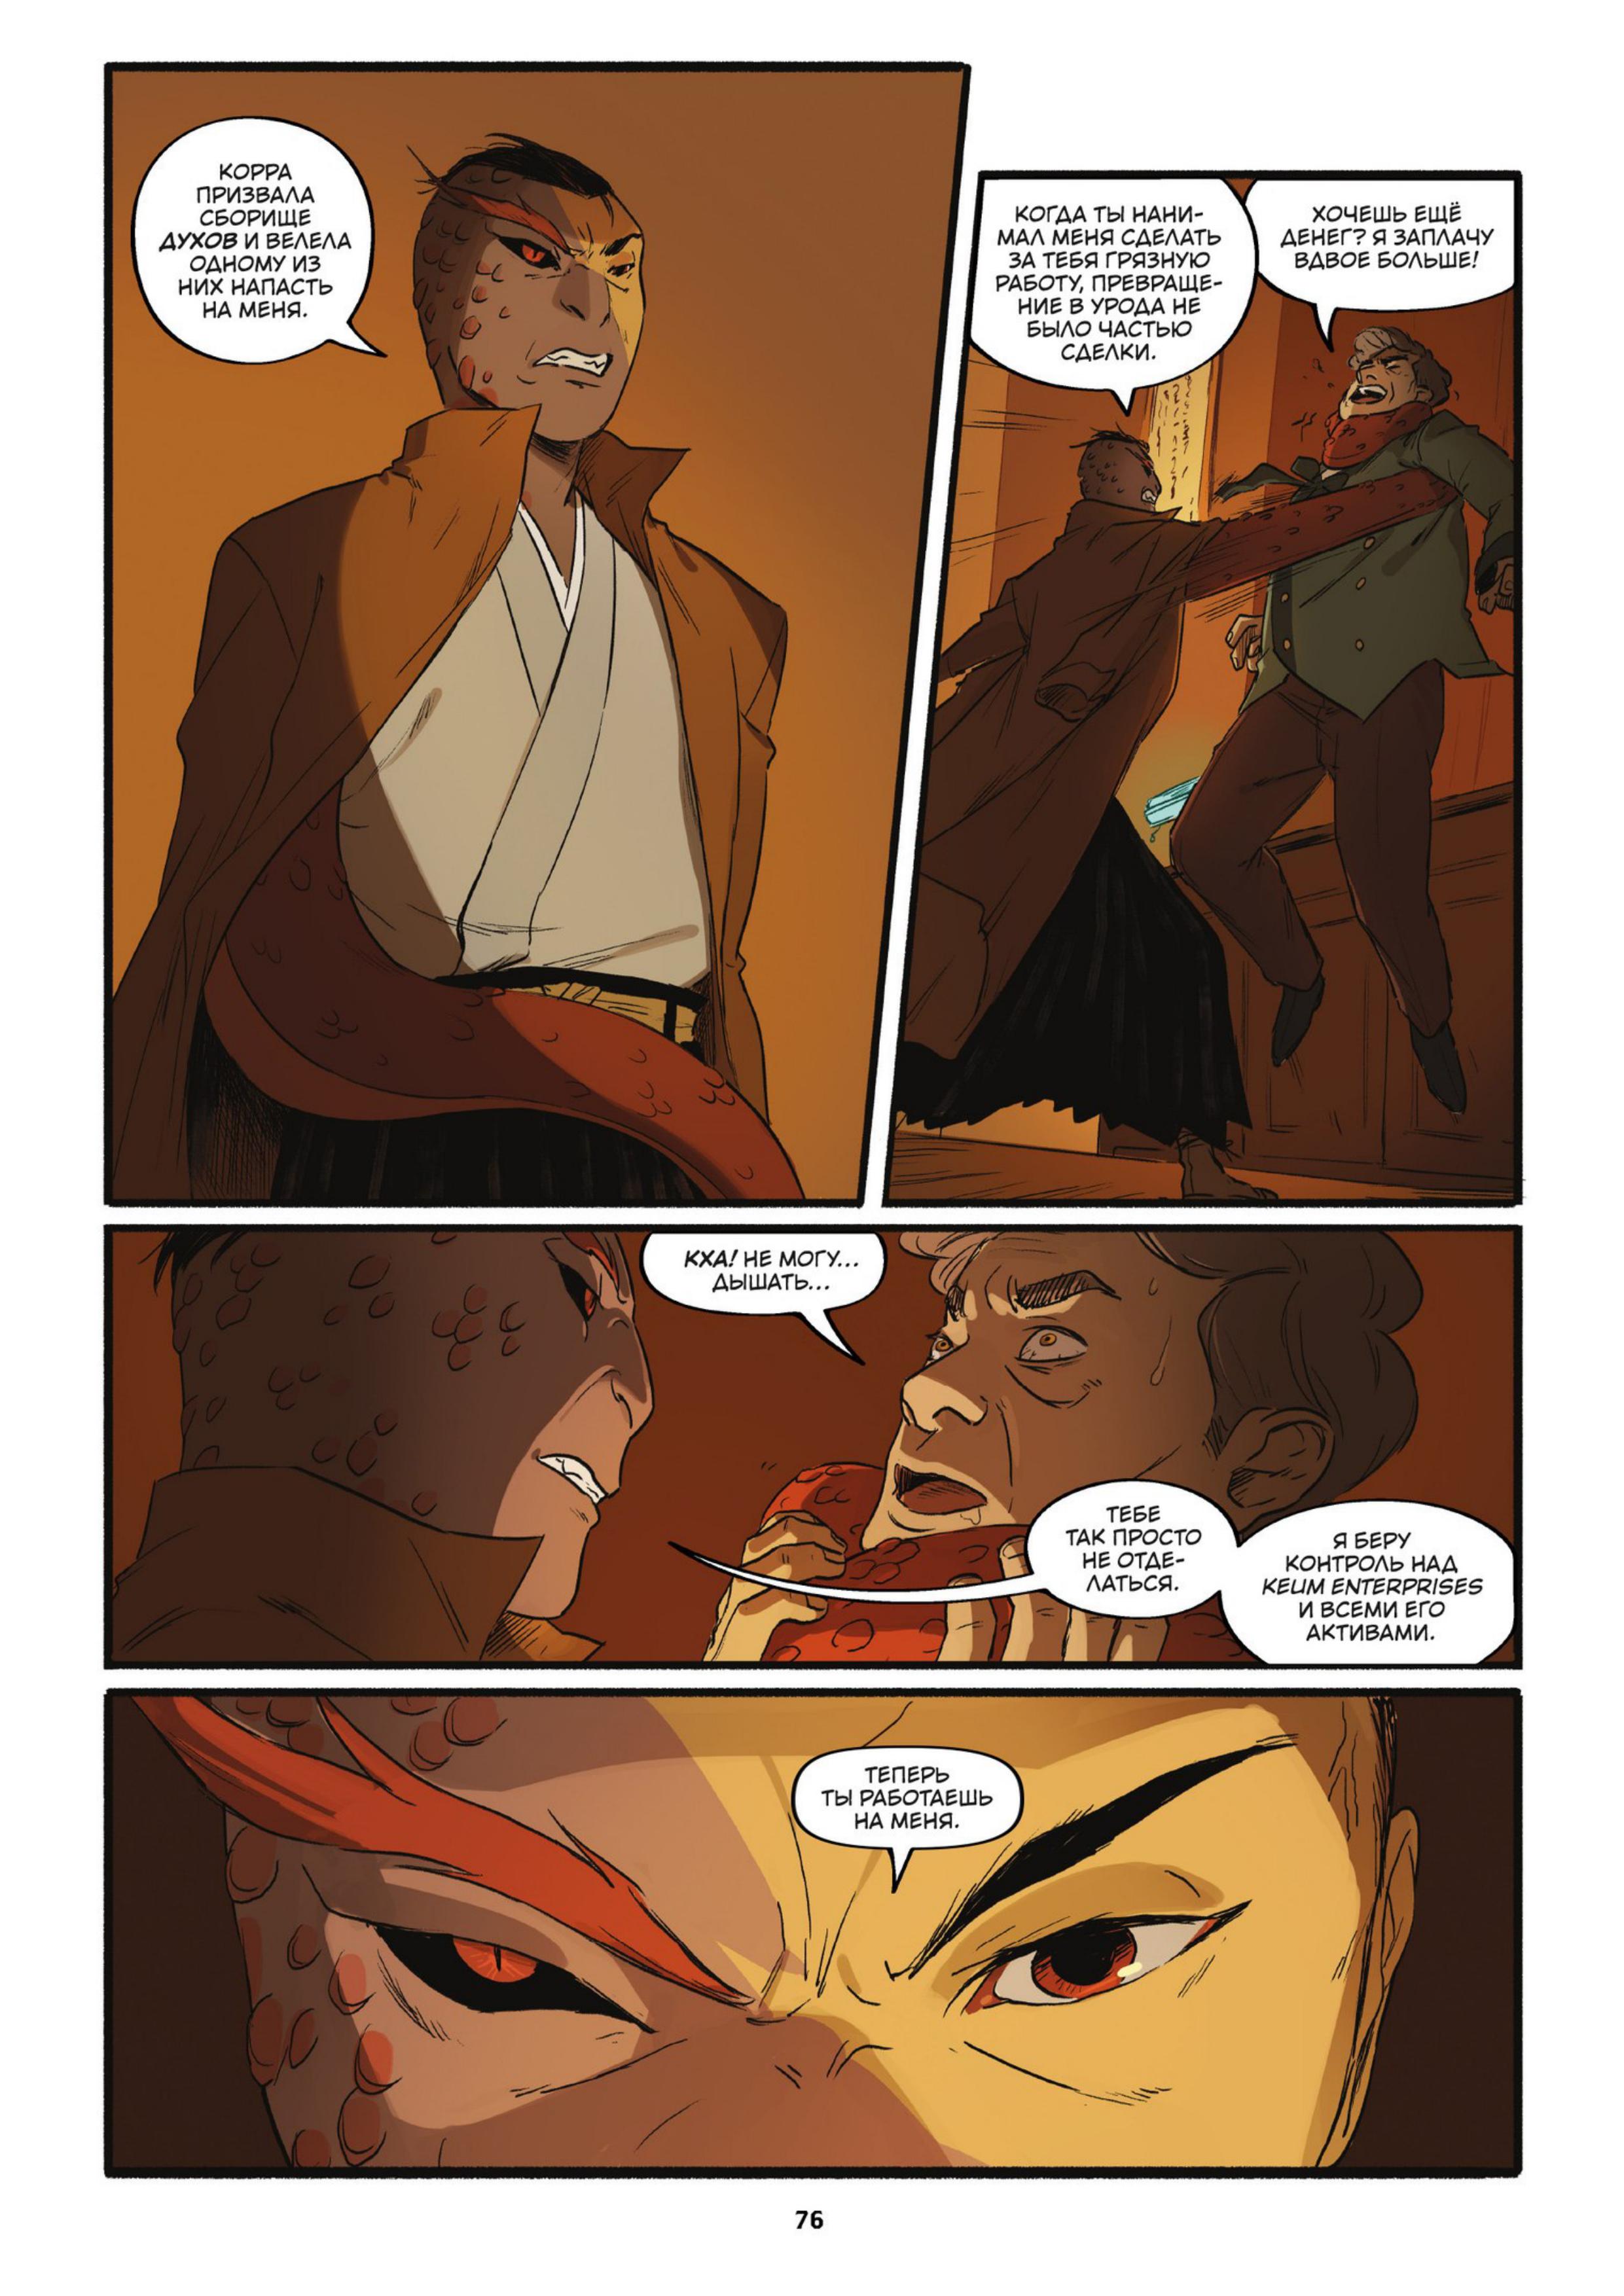 КОРРА
ПРИЗВАЛА
СБОРИЩЕ
ДУХОВ И ВЕЛЕЛА
ОДНОМУ ИЗ
НИХ НАПАСТЬ
НА МЕНЯ.
КОГДА ТЫ НАНИ-
МАЛ МЕНЯ СДЕЛАТЬ
ЗА ТЕБЯ ГРЯЗНУЮ
РАБОТУ, ПРЕВРАЩЕ-
НИЕ В УРОДА НЕ
БЫЛО ЧАСТЬЮ
СДЕЛКИ.
ХОЧЕШЬ ЕЩЁ
ДЕНЕГ? Я ЗАПЛАЧУ
ВДВОЕ БОЛЬШЕ!
КХА! НЕ МОГУ...
ДЫШАТЬ...
ТЕБЕ
ТАК ПРОСТО
НЕ ОТДЕ-
ЛАТЬСЯ.
Я БЕРУ
КОНТРОЛЬ НАД
KEUM ENTERPRISES
И ВСЕМИ ЕГО
АКТИВАМИ.
ТЕПЕРЬ
ТЫ РАБОТАЕШЬ
НА МЕНЯ.
76